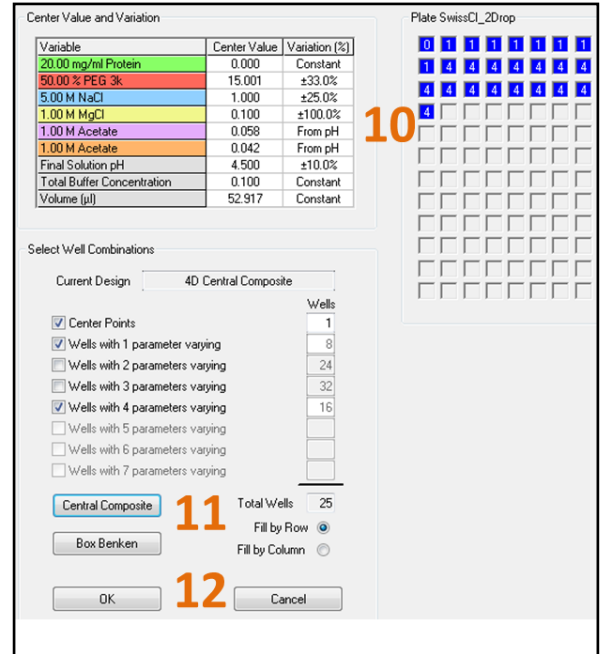 Center Value and Variation
Variable Center Value Variation (%)
20.00 mg/ml Protein 0.000 Constant
50.00 % PEG 3k 15.001 ±33.0%
5.00 M NaCl 1.000 ±25.0%
1.00 M MgCl 0.100 ±100.0%
1.00 M Acetate 0.058 From pH
1.00 M Acetate 0.042 From pH
Final Solution pH 4.500 ±10.0%
Total Buffer Concentration 0.100 Constant
Volume (µl) 52.917 Constant
10
Plate SwissCl_2Drop
0 1 1 1 1 1 1 1
1 4 4 4 4 4 4 4
4 4 4 4 4 4 4 4
4
Select Well Combinations
Current Design 4D Central Composite
Wells
Center Points 1
Wells with 1 parameter varying 8
Wells with 2 parameters varying 24
Wells with 3 parameters varying 32
Wells with 4 parameters varying 16
Wells with 5 parameters varying
Wells with 6 parameters varying
Wells with 7 parameters varying
Central Composite 11 Total Wells 25
Fill by Row
Box Benken Fill by Column
OK 12 Cancel